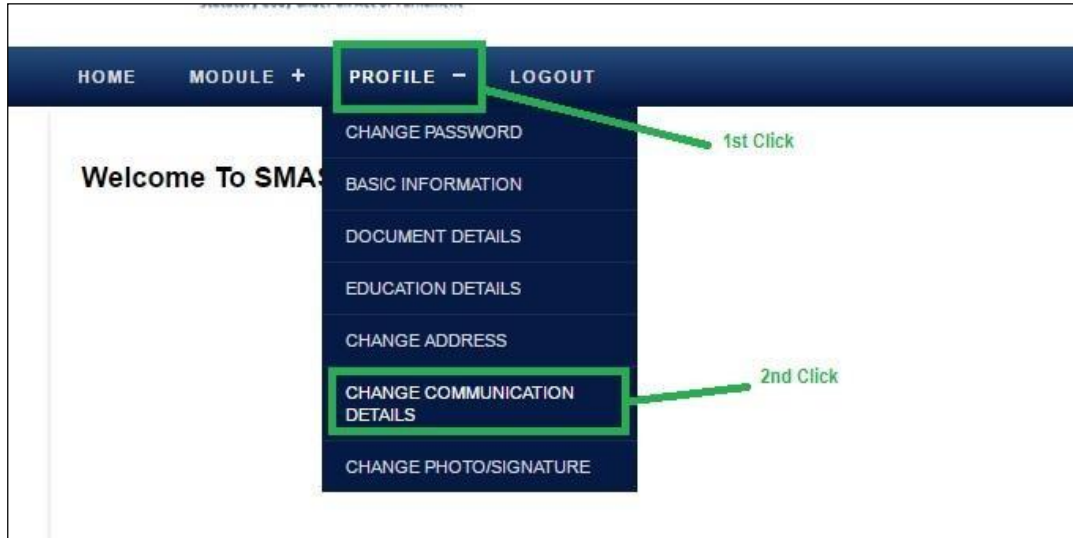 HOME MODULE + PROFILE - LOGOUT
CHANGE PASSWORD
1st Click
Welcome To SMAS
BASIC INFORMATION
DOCUMENT DETAILS
EDUCATION DETAILS
CHANGE ADDRESS
CHANGE COMMUNICATION
DETAILS
2nd Click
CHANGE PHOTO/SIGNATURE